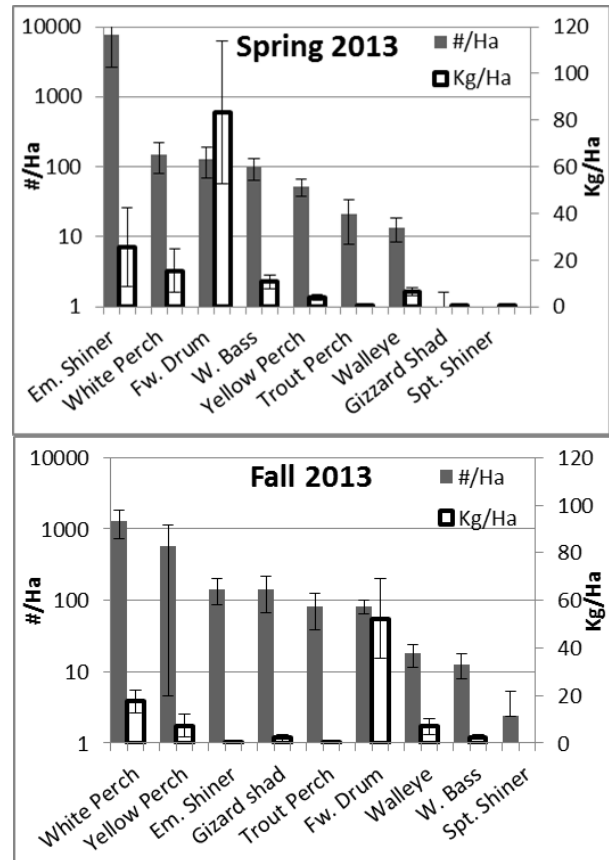 Spring 2013
#/Ha
Kg/Ha
10000
1000
100
10
1
#/Ha
120
100
80
60
40
20
0
Kg/Ha
Em. Shiner
White Perch
Fw. Drum
W. Bass
Yellow Perch
Trout Perch
Walleye
Gizzard Shad
Spt. Shiner
Fall 2013
#/Ha
Kg/Ha
10000
1000
100
10
1
#/Ha
120
100
80
60
40
20
0
Kg/Ha
White Perch
Yellow Perch
Em. Shiner
Gizard shad
Trout Perch
Fw. Drum
Walleye
W. Bass
Spt. Shiner